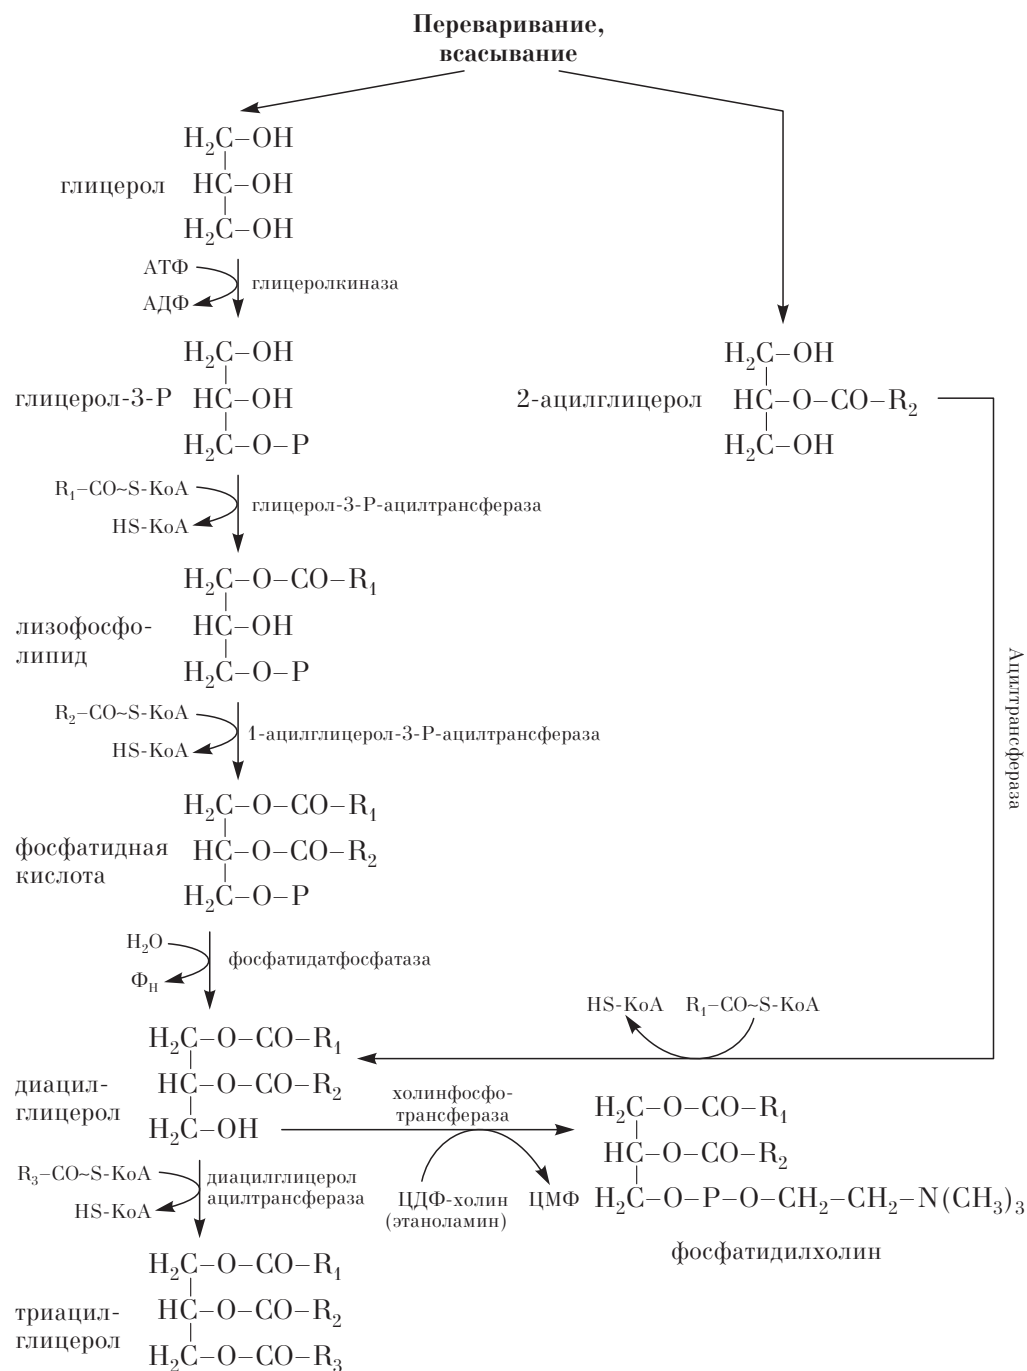 Переваривание,
всасывание
H₂C–OH
глицерол HC–OH
H₂C–OH
АТФ
глицеролкиназа
АДФ
H₂C–OH
глицерол-3-Р HC–OH
H₂C–O–P
H₂C–OH
2-ацилглицерол HC–O–CO–R₂
H₂C–OH
R₁–CO~S-KoA
глицерол-3-Р-ацилтрансфераза
HS-KoA
H₂C–O–CO–R₁
лизофосфо-
липид
HC–OH
H₂C–O–P
Ацилтрансфераза
R₂–CO~S-KoA
1-ацилглицерол-3-Р-ацилтрансфераза
HS-KoA
H₂C–O–CO–R₁
фосфатидная
кислота
HC–O–CO–R₂
H₂C–O–P
H₂O
фосфатидатфосфатаза
Фн
HS-KoA R₁–CO~S-KoA
H₂C–O–CO–R₁
диацил-
глицерол
HC–O–CO–R₂
H₂C–OH
холинфосфо-
трансфераза
ЦДФ-холин
(этаноламин)
ЦМФ
H₂C–O–CO–R₁
HC–O–CO–R₂
H₂C–O–P–O–CH₂–CH₂–N(CH₃)₃
фосфатидилхолин
R₃–CO~S-KoA
диацилглицерол
ацилтрансфераза
HS-KoA
H₂C–O–CO–R₁
триацил-
глицерол
HC–O–CO–R₂
H₂C–O–CO–R₃